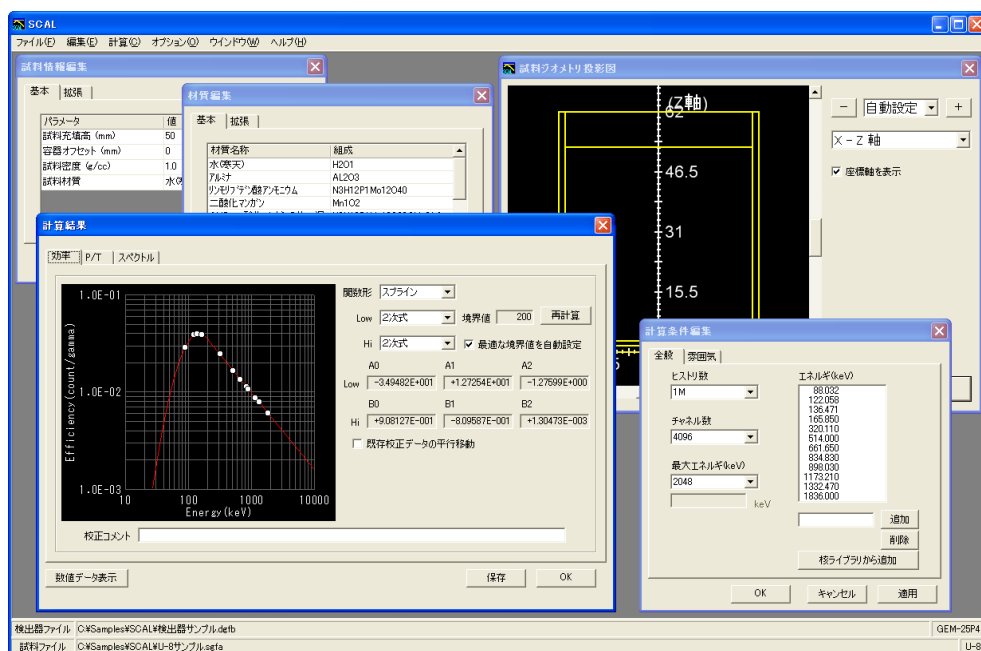 SCAL
ファイル(F) 編集(E) 計算(C) オプション(O) ウインドウ(W) ヘルプ(H)
試料情報編集
基本 拡張
パラメータ 値
試料充填高 (mm) 50
容器オフセット (mm) 0
試料密度 (g/cc) 1.0
試料材質
材質編集
基本 拡張
材質名称 組成
水(寒天) H2O1
アルミナ AL2O3
リンモリブデン酸アンモニウム N3H12P1Mo12O40
二酸化マンガン Mn1O2
試料ジオメトリ投影図
(Z軸)
62
46.5
31
15.5
- 自動設定 +
X-Z 軸
座標軸を表示
計算結果
効率 P/T スペクトル
1.0E-01
1.0E-02
1.0E-03
Efficiency(count/gamma)
10 100 1000 10000
Energy(keV)
関数形 スプライン
Low 2次式 境界値 200 再計算
Hi 2次式 最適な境界値を自動設定
A0 A1 A2
Low -3.49482E+001 +1.27254E+001 -1.27599E+000
B0 B1 B2
Hi +9.08127E-001 -8.09587E-001 +1.30473E-003
既存校正データの平行移動
校正コメント
数値データ表示 保存 OK
計算条件編集
全般 雰囲気
ヒストリ数
1M
チャネル数
4096
最大エネルギ(keV)
2048
keV
エネルギ(keV)
88.032
122.058
136.471
165.850
320.110
514.000
661.650
834.830
898.030
1173.210
1332.470
1836.000
追加
削除
核ライブラリから追加
OK キャンセル 適用
検出器ファイル C:¥Samples¥SCAL¥検出器サンプル.defb GEM-25P4
試料ファイル C:¥Samples¥SCAL¥U-8サンプル.sgfa U-8